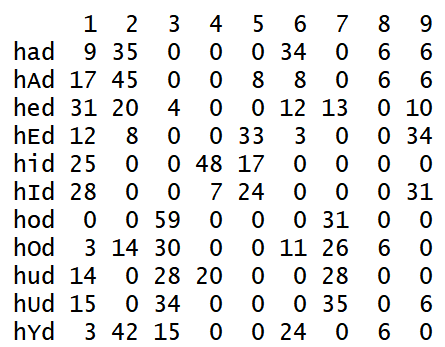 1 2 3 4 5 6 7 8 9
had 9 35 0 0 0 34 0 6 6
hAd 17 45 0 0 8 8 0 6 6
hed 31 20 4 0 0 12 13 0 10
hEd 12 8 0 0 33 3 0 0 34
hid 25 0 0 48 17 0 0 0 0
hId 28 0 0 7 24 0 0 0 31
hod 0 0 59 0 0 0 31 0 0
hOd 3 14 30 0 0 11 26 6 0
hud 14 0 28 20 0 0 28 0 0
hUd 15 0 34 0 0 0 35 0 6
hYd 3 42 15 0 0 24 0 6 0